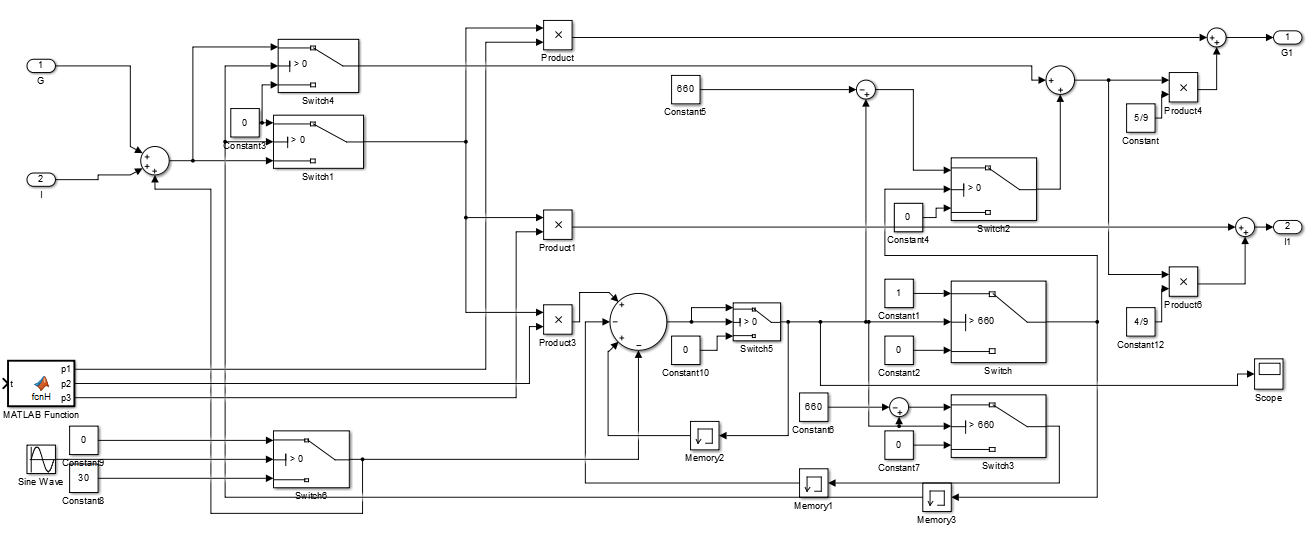 1
G
2
I
0
Constant3
> 0
Switch4
> 0
Switch1
×
Product
660
Constant5
1
G1
5/9
Constant
×
Product4
> 0
Switch2
0
Constant4
×
Product1
2
I1
×
Product6
4/9
Constant12
1
Constant1
> 660
Switch
0
Constant2
×
Product3
> 0
Switch5
0
Constant10
Scope
t
fcnH
p1
p2
p3
MATLAB Function
660
Constant6
0
Constant7
> 660
Switch3
Memory2
0
Constant9
Sine Wave
30
Constant8
> 0
Switch6
Memory1
Memory3